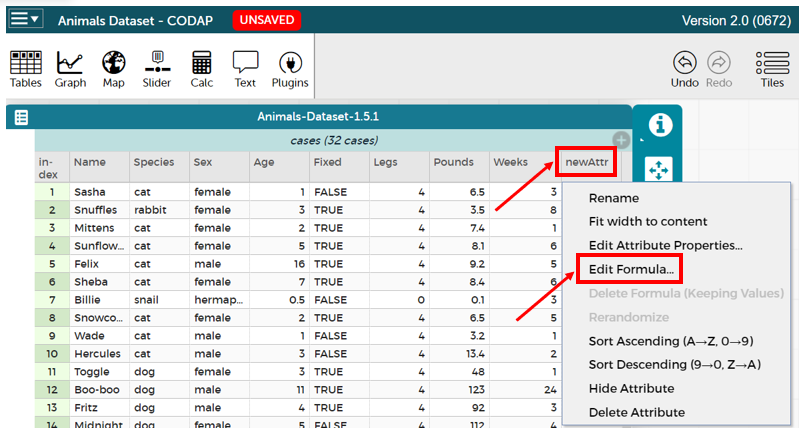 Animals Dataset - CODAP UNSAVED Version 2.0 (0672)
Tables Graph Map Slider Calc Text Plugins Undo Redo Tiles
Animals-Dataset-1.5.1
cases (32 cases)
in-
dex Name Species Sex Age Fixed Legs Pounds Weeks newAttr
1 Sasha cat female 1 FALSE 4 6.5 3
2 Snuffles rabbit female 3 TRUE 4 3.5 8
3 Mittens cat female 2 TRUE 4 7.4 1
4 Sunflow... cat female 5 TRUE 4 8.1 6
5 Felix cat male 16 TRUE 4 9.2 5
6 Sheba cat female 7 TRUE 4 8.4 6
7 Billie snail hermap... 0.5 FALSE 0 0.1 3
8 Snowco... cat female 2 TRUE 4 6.5 5
9 Wade cat male 1 FALSE 4 3.2 1
10 Hercules cat male 3 FALSE 4 13.4 2
11 Toggle dog female 3 TRUE 4 48 1
12 Boo-boo dog male 11 TRUE 4 123 24
13 Fritz dog male 4 TRUE 4 92 3
14 Midnight dog female 5 FALSE 4 112 4
Rename
Fit width to content
Edit Attribute Properties...
Edit Formula...
Delete Formula (Keeping Values)
Rerandomize
Sort Ascending (A→Z, 0→9)
Sort Descending (9→0, Z→A)
Hide Attribute
Delete Attribute